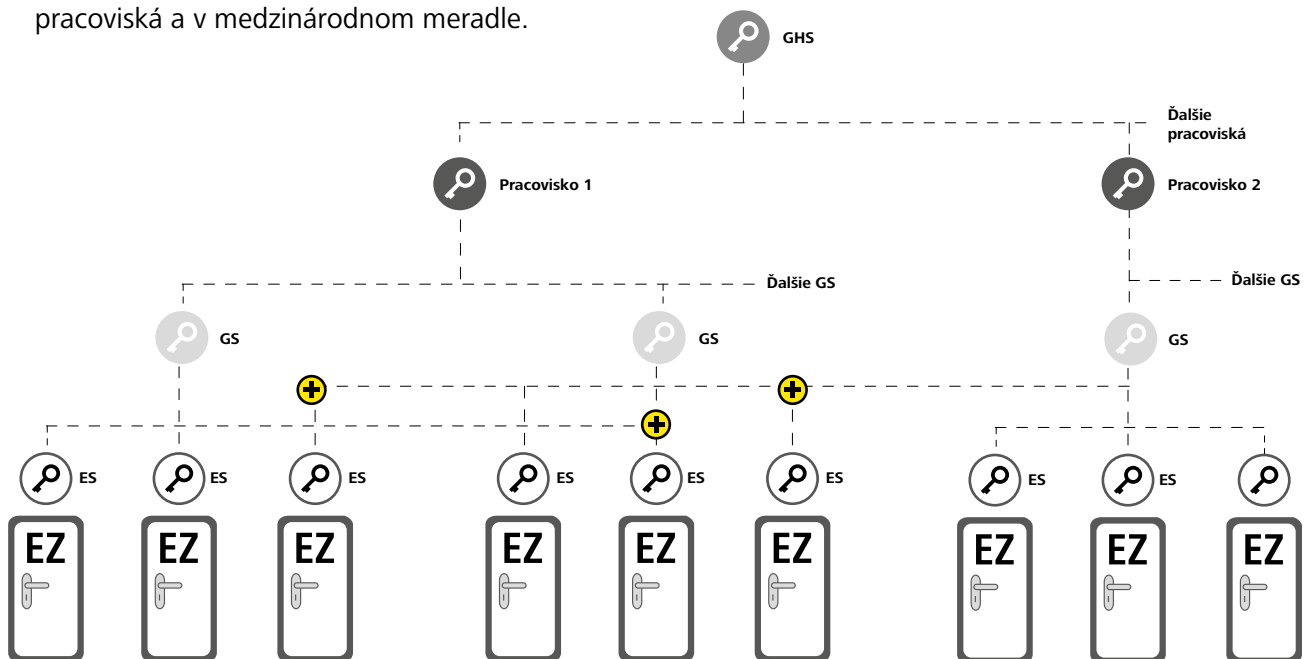 pracoviská a v medzinárodnom meradle.
GHS
Ďalšie
pracoviská
Pracovisko 1
Pracovisko 2
Ďalšie GS
Ďalšie GS
GS
GS
GS
ES
ES
ES
ES
ES
ES
ES
ES
EZ
EZ
EZ
EZ
EZ
EZ
EZ
EZ
EZ